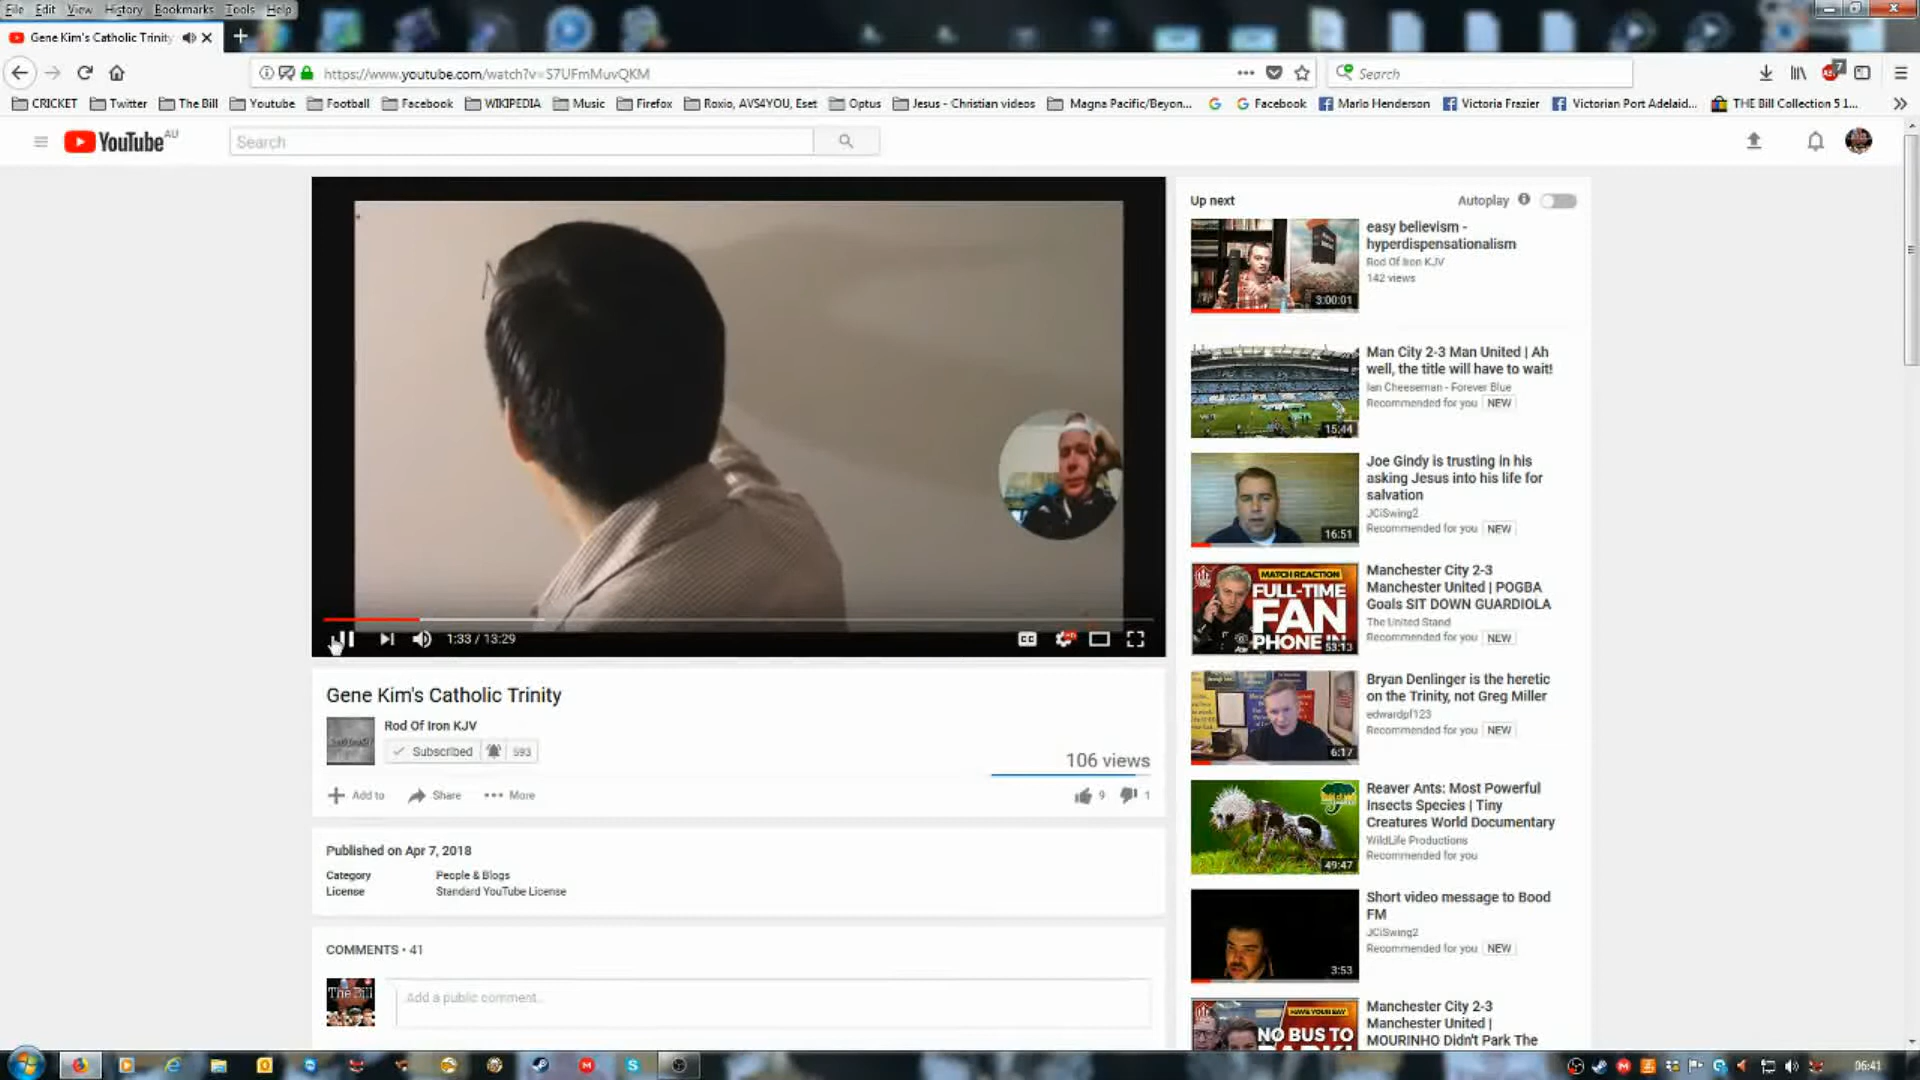 File Edit View History Bookmarks Tools Help
Gene Kim's Catholic Trinity
https://www.youtube.com/watch?v=S7UFmMuvQKM
Search
CRICKET Twitter The Bill Youtube Football Facebook WIKIPEDIA Music Firefox Roxio, AVS4YOU, Eset Optus Jesus - Christian videos Magna Pacific/Beyon... Facebook Mario Henderson Victoria Frazier Victorian Port Adelaid... THE Bill Collection 5 1...
YouTube AU
Search
1:33 / 13:29
Gene Kim's Catholic Trinity
Rod Of Iron KJV
Subscribed 593
106 views
Add to Share More
9 1
Published on Apr 7, 2018
Category People & Blogs
License Standard YouTube License
COMMENTS • 41
The Bill
Add a public comment...
Up next
Autoplay
3:00:01
easy believism -
hyperdispensationalism
Rod Of Iron KJV
142 views
15:44
Man City 2-3 Man United | Ah
well, the title will have to wait!
Ian Cheeseman - Forever Blue
Recommended for you NEW
16:51
Joe Gindy is trusting in his
asking Jesus into his life for
salvation
JCiSwing2
Recommended for you NEW
MATCH REACTION
FULL-TIME
FAN
PHONE IN
53:13
Manchester City 2-3
Manchester United | POGBA
Goals SIT DOWN GUARDIOLA
The United Stand
Recommended for you NEW
6:17
Bryan Denlinger is the heretic
on the Trinity, not Greg Miller
edwardpf123
Recommended for you NEW
49:47
Reaver Ants: Most Powerful
Insects Species | Tiny
Creatures World Documentary
WildLife Productions
Recommended for you
3:53
Short video message to Bood
FM
JCiSwing2
Recommended for you NEW
HAVE YOUR SAY
NO BUS TO
Manchester City 2-3
Manchester United |
MOURINHO Didn't Park The
06:41